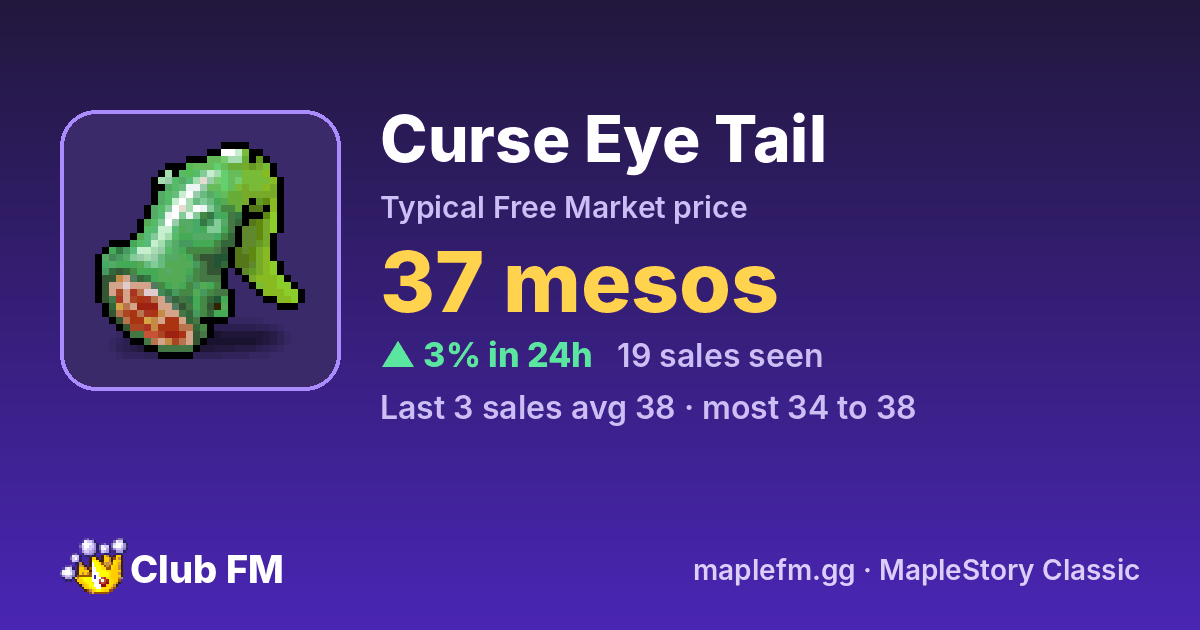 Curse Eye Tail
Typical Free Market price
37 mesos
▲ 3% in 24h 19 sales seen
Last 3 sales avg 38 · most 34 to 38
Club FM
maplefm.gg · MapleStory Classic